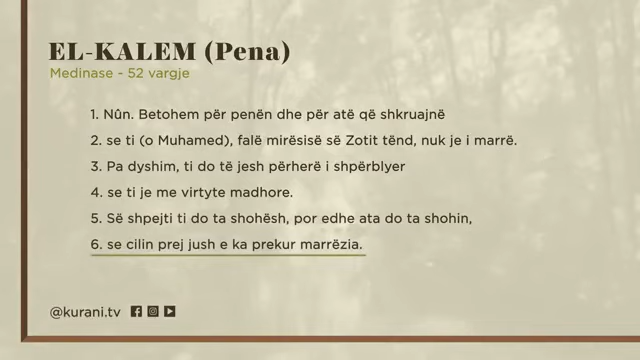 EL-KALEM (Pena)
Medinase - 52 vargje
1. Nûn. Betohem për penën dhe për atë që shkruajnë
2. se ti (o Muhamed), falë mirësisë së Zotit tënd, nuk je i marrë.
3. Pa dyshim, ti do të jesh përherë i shpërblyer
4. se ti je me virtyte madhore.
5. Së shpejti ti do ta shohësh, por edhe ata do ta shohin,
6. se cilin prej jush e ka prekur marrëzia.
@kurani.tv